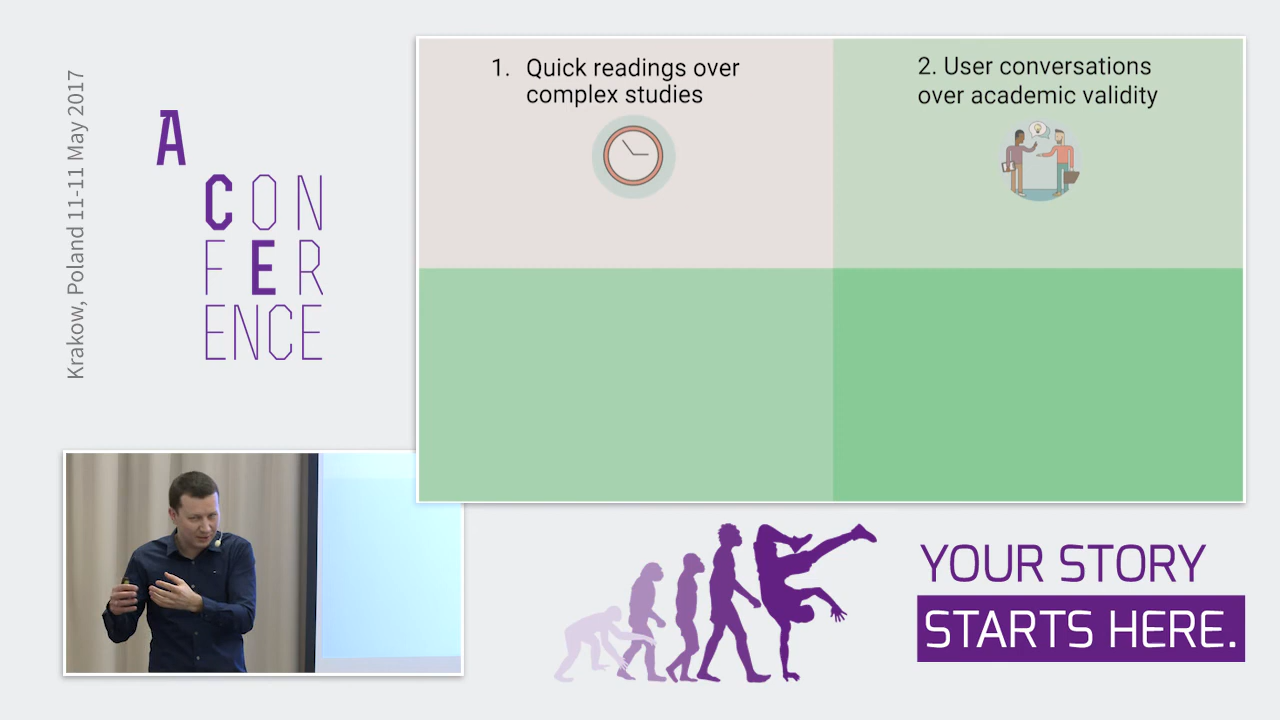 Krakow, Poland 11-11 May 2017
A
CON
FER
ENCE
1. Quick readings over
complex studies
2. User conversations
over academic validity
YOUR STORY
STARTS HERE.